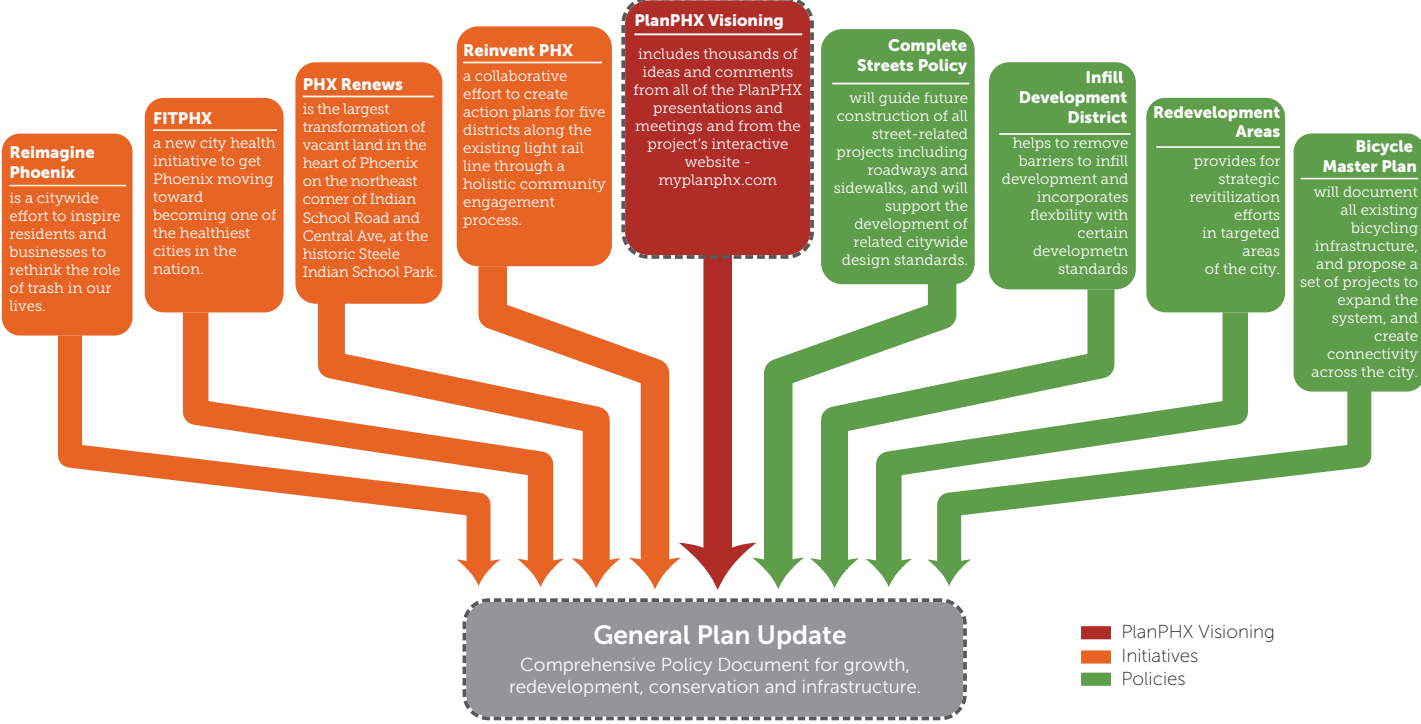 Reimagine
Phoenix
is a citywide
effort to inspire
residents and
businesses to
rethink the role
of trash in our
lives.
FITPHX
a new city health
initiative to get
Phoenix moving
toward
becoming one of
the healthiest
cities in the
nation.
PHX Renews
is the largest
transformation of
vacant land in the
heart of Phoenix
on the northeast
corner of Indian
School Road and
Central Ave, at the
historic Steele
Indian School Park.
Reinvent PHX
a collaborative
effort to create
action plans for five
districts along the
existing light rail
line through a
holistic community
engagement
process.
PlanPHX Visioning
includes thousands of
ideas and comments
from all of the PlanPHX
presentations and
meetings and from the
project's interactive
website -
myplanphx.com
Complete
Streets Policy
will guide future
construction of all
street-related
projects including
roadways and
sidewalks, and will
support the
development of
related citywide
design standards.
Infill
Development
District
helps to remove
barriers to infill
development and
incorporates
flexbility with
certain
developmetn
standards
Redevelopment
Areas
provides for
strategic
revitilization
efforts
in targeted
areas
of the city.
Bicycle
Master Plan
will document
all existing
bicycling
infrastructure,
and propose a
set of projects to
expand the
system, and
create
connectivity
across the city.
General Plan Update
Comprehensive Policy Document for growth,
redevelopment, conservation and infrastructure.
PlanPHX Visioning
Initiatives
Policies